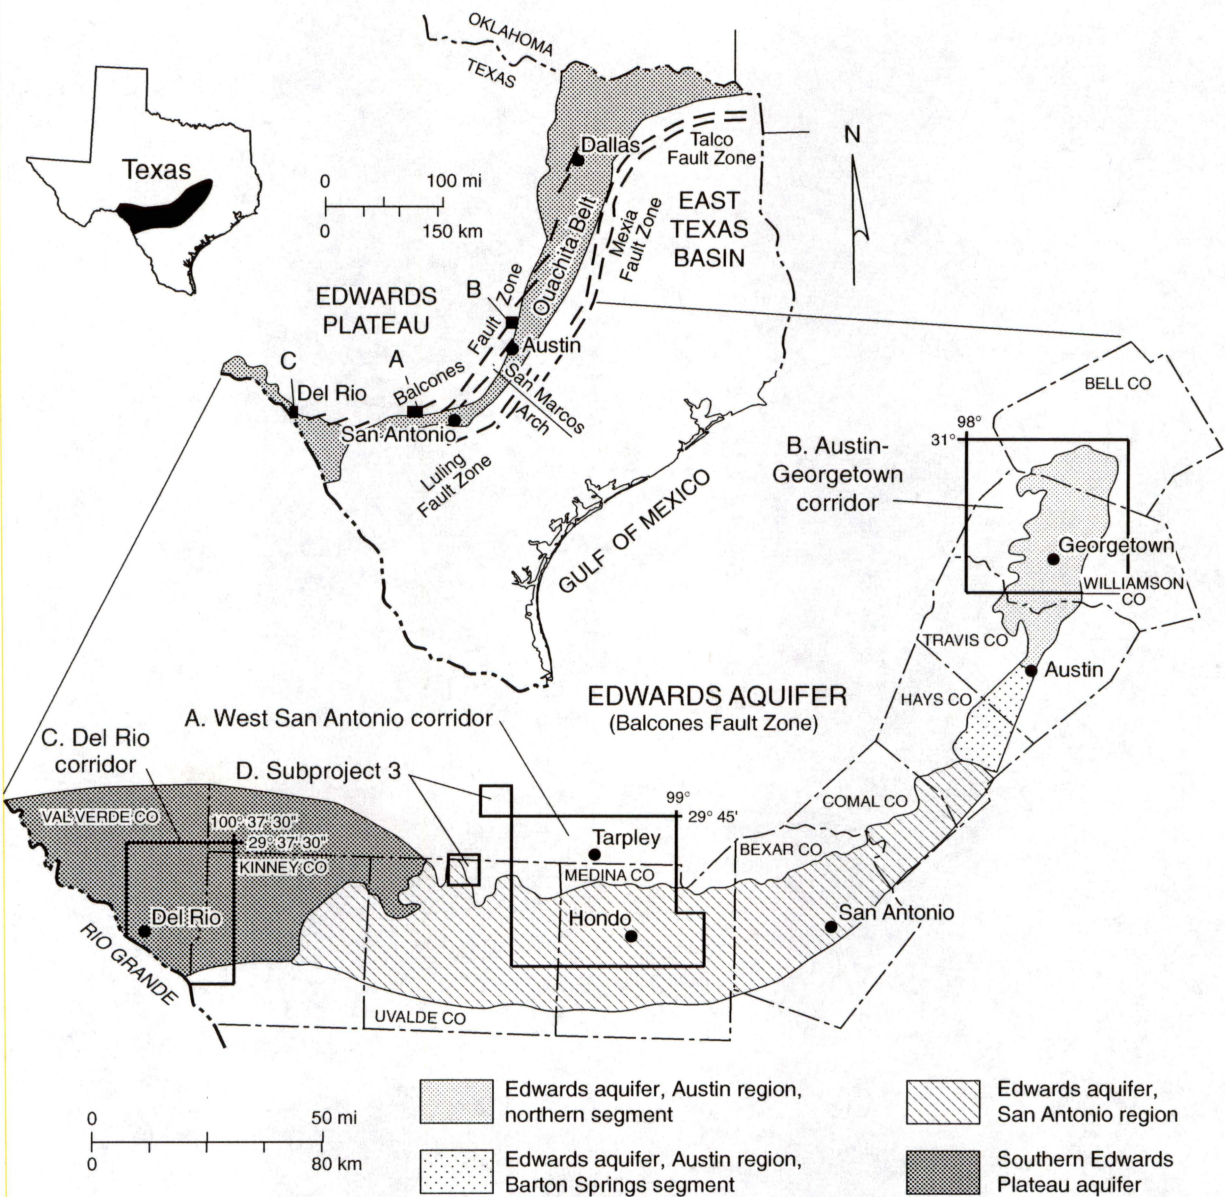 OKLAHOMA
TEXAS
Texas
0 100 mi
0 150 km
Dallas
Talco
Fault Zone
N
EAST
TEXAS
BASIN
Mexia
Fault Zone
Ouachita Belt
EDWARDS
PLATEAU
B
Balcones Fault Zone
Austin
C
A
Del Rio
San Antonio
San Marcos
Arch
Luling
Fault Zone
GULF OF MEXICO
BELL CO
98°
31°
B. Austin-
Georgetown
corridor
Georgetown
WILLIAMSON
CO
TRAVIS CO
Austin
HAYS CO
EDWARDS AQUIFER
(Balcones Fault Zone)
A. West San Antonio corridor
C. Del Rio
corridor
D. Subproject 3
COMAL CO
99°
29° 45'
VAL VERDE CO
100° 37' 30"
29° 37' 30"
KINNEY CO
Tarpley
BEXAR CO
MEDINA CO
Del Rio
Hondo
San Antonio
RIO GRANDE
UVALDE CO
0 50 mi
0 80 km
Edwards aquifer, Austin region,
northern segment
Edwards aquifer,
San Antonio region
Edwards aquifer, Austin region,
Barton Springs segment
Southern Edwards
Plateau aquifer